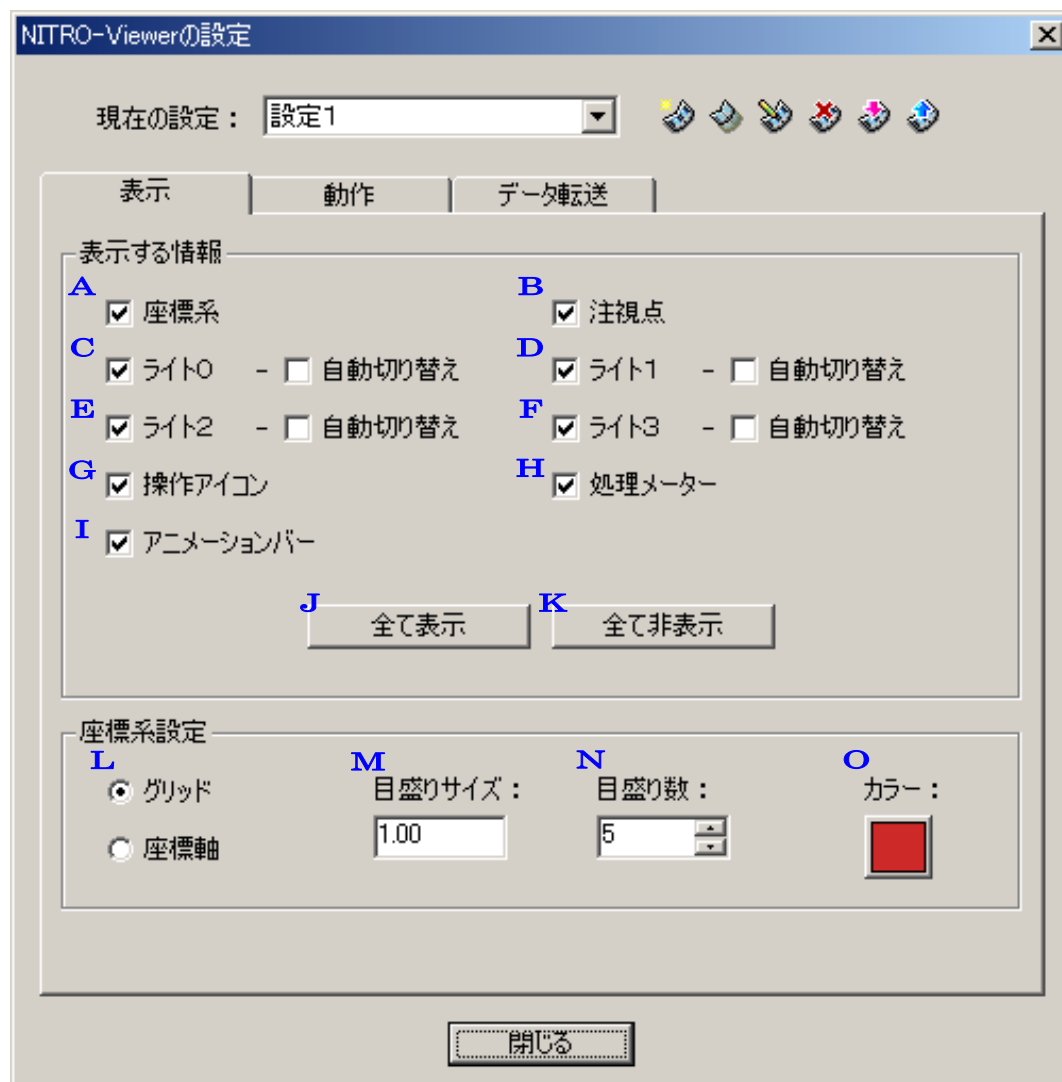 NITRO-Viewerの設定
現在の設定： 設定1
表示 動作 データ転送
表示する情報
A 座標系 B 注視点
C ライト0 - 自動切り替え D ライト1 - 自動切り替え
E ライト2 - 自動切り替え F ライト3 - 自動切り替え
G 操作アイコン H 処理メーター
I アニメーションバー
J 全て表示 K 全て非表示
座標系設定
L グリッド M 目盛りサイズ： N 目盛り数： O カラー：
座標軸 1.00 5
閉じる